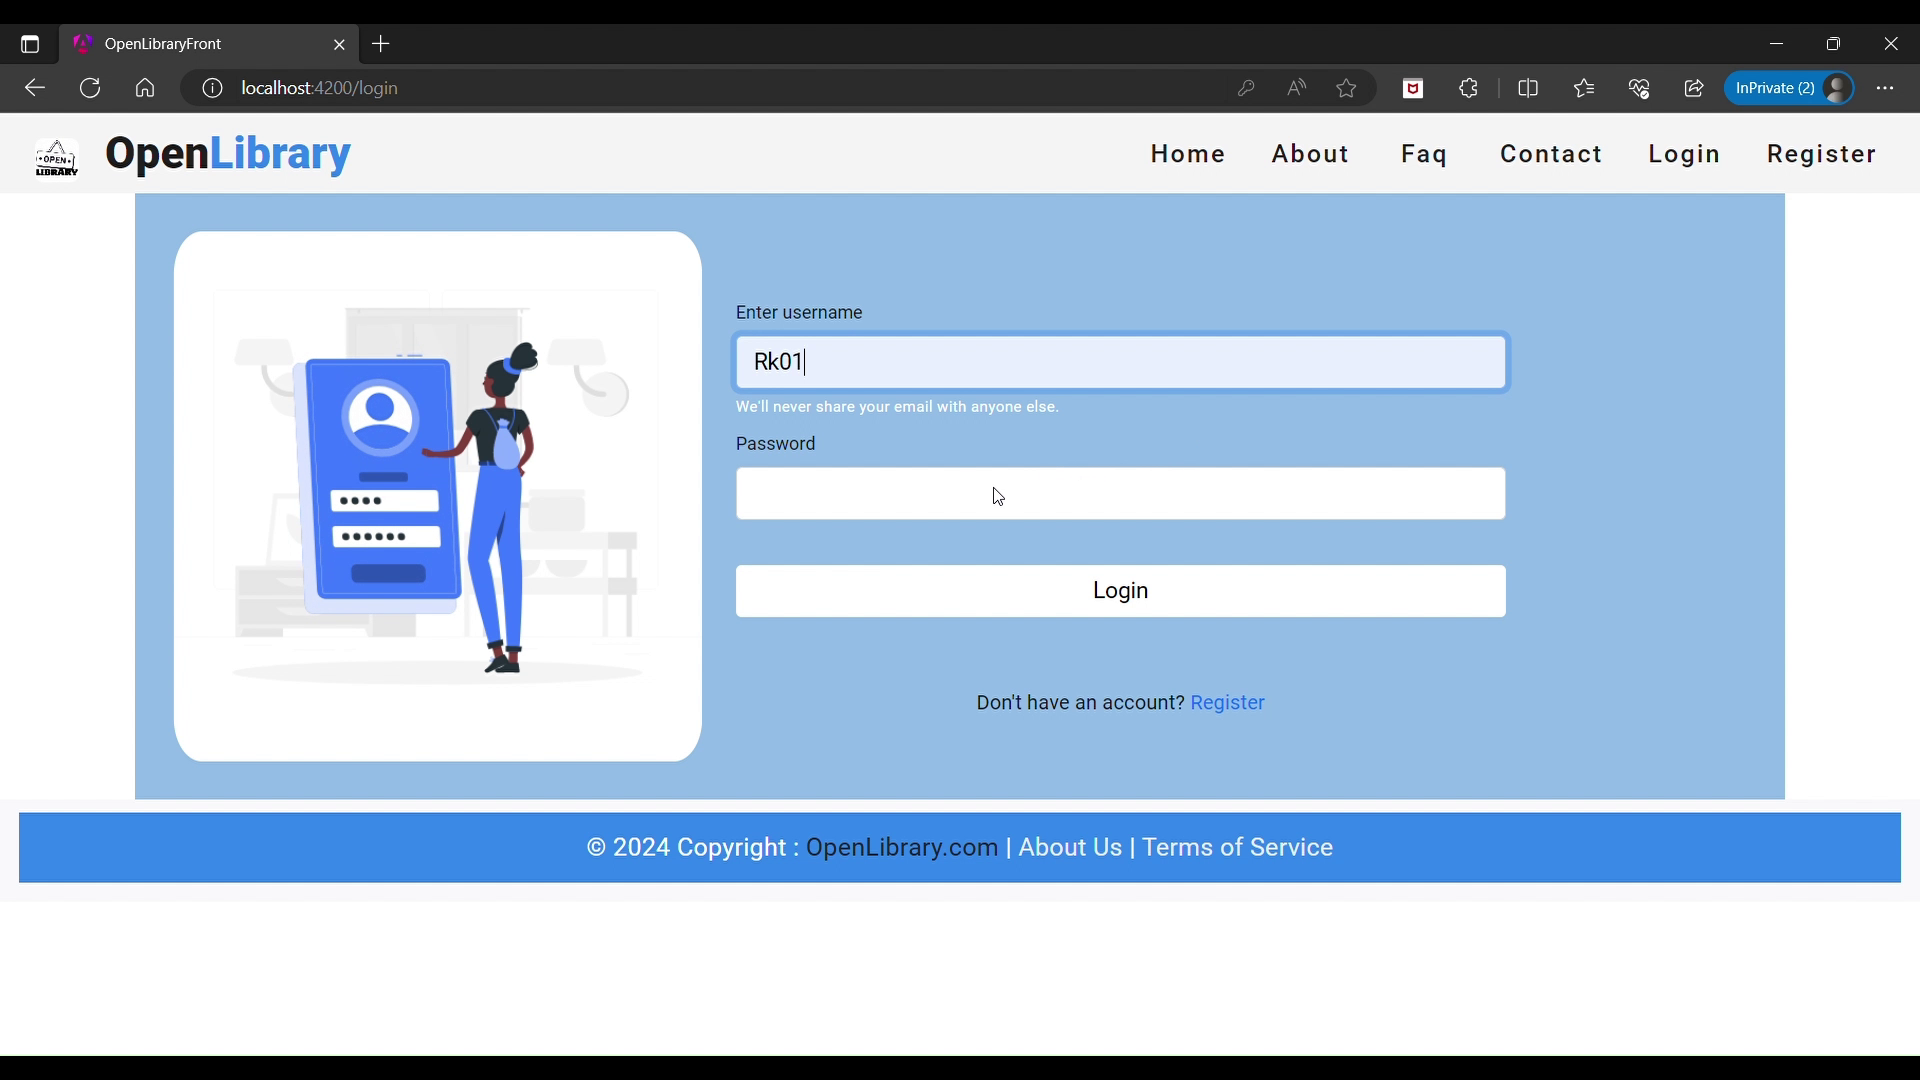 OpenLibraryFront
localhost:4200/login
InPrivate (2)
OPEN
LIBRARY
OpenLibrary
Home About Faq Contact Login Register
Enter username
Rk01
We'll never share your email with anyone else.
Password
Login
Don't have an account? Register
© 2024 Copyright : OpenLibrary.com | About Us | Terms of Service